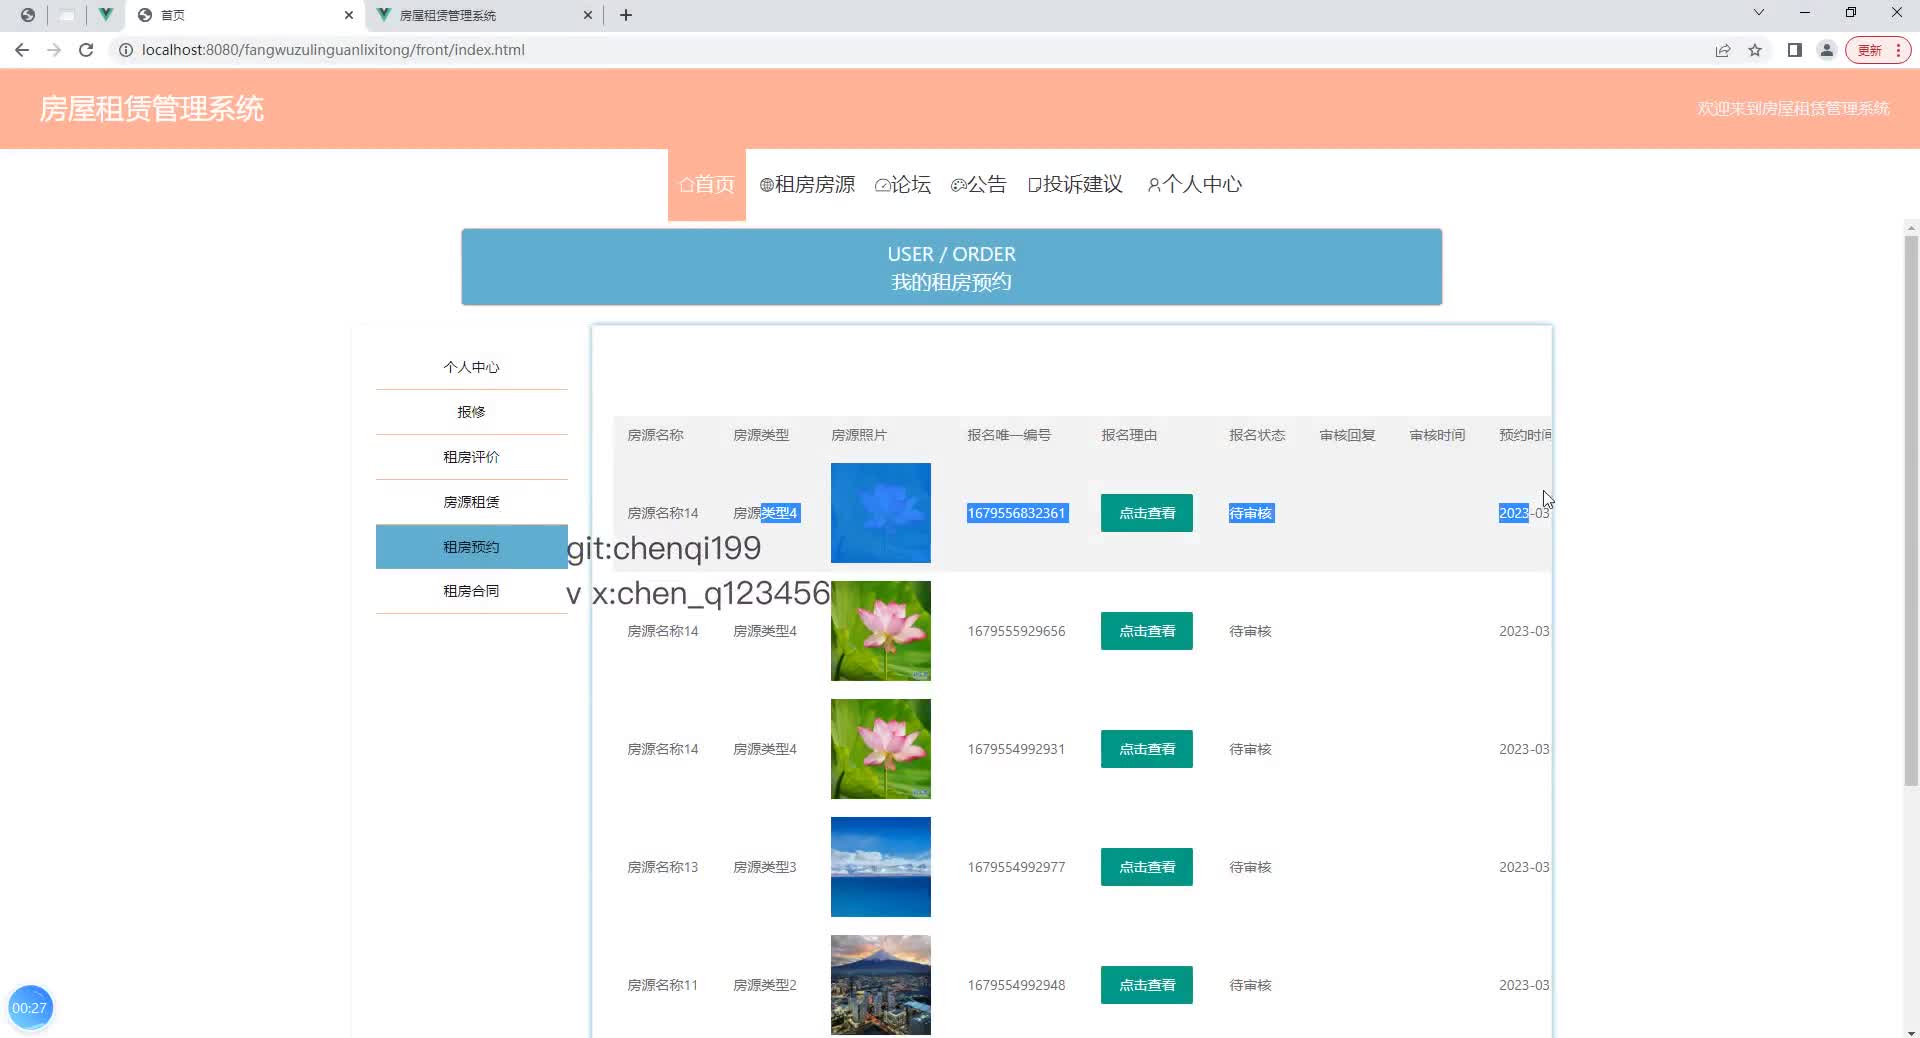 首页
房屋租赁管理系统
localhost:8080/fangwuzulinguanlixitong/front/index.html
更新
房屋租赁管理系统
欢迎来到房屋租赁管理系统
首页 租房房源 论坛 公告 投诉建议 个人中心
USER / ORDER
我的租房预约
个人中心
报修
租房评价
房源租赁
租房预约
租房合同
房源名称 房源类型 房源照片 报名唯一编号 报名理由 报名状态 审核回复 审核时间 预约时间
房源名称14 房源类型4 1679556832361 点击查看 待审核 2023-03
git:chenqi199
v x:chen_q123456
房源名称14 房源类型4 1679555929656 点击查看 待审核 2023-03
房源名称14 房源类型4 1679554992931 点击查看 待审核 2023-03
房源名称13 房源类型3 1679554992977 点击查看 待审核 2023-03
房源名称11 房源类型2 1679554992948 点击查看 待审核 2023-03
00:27